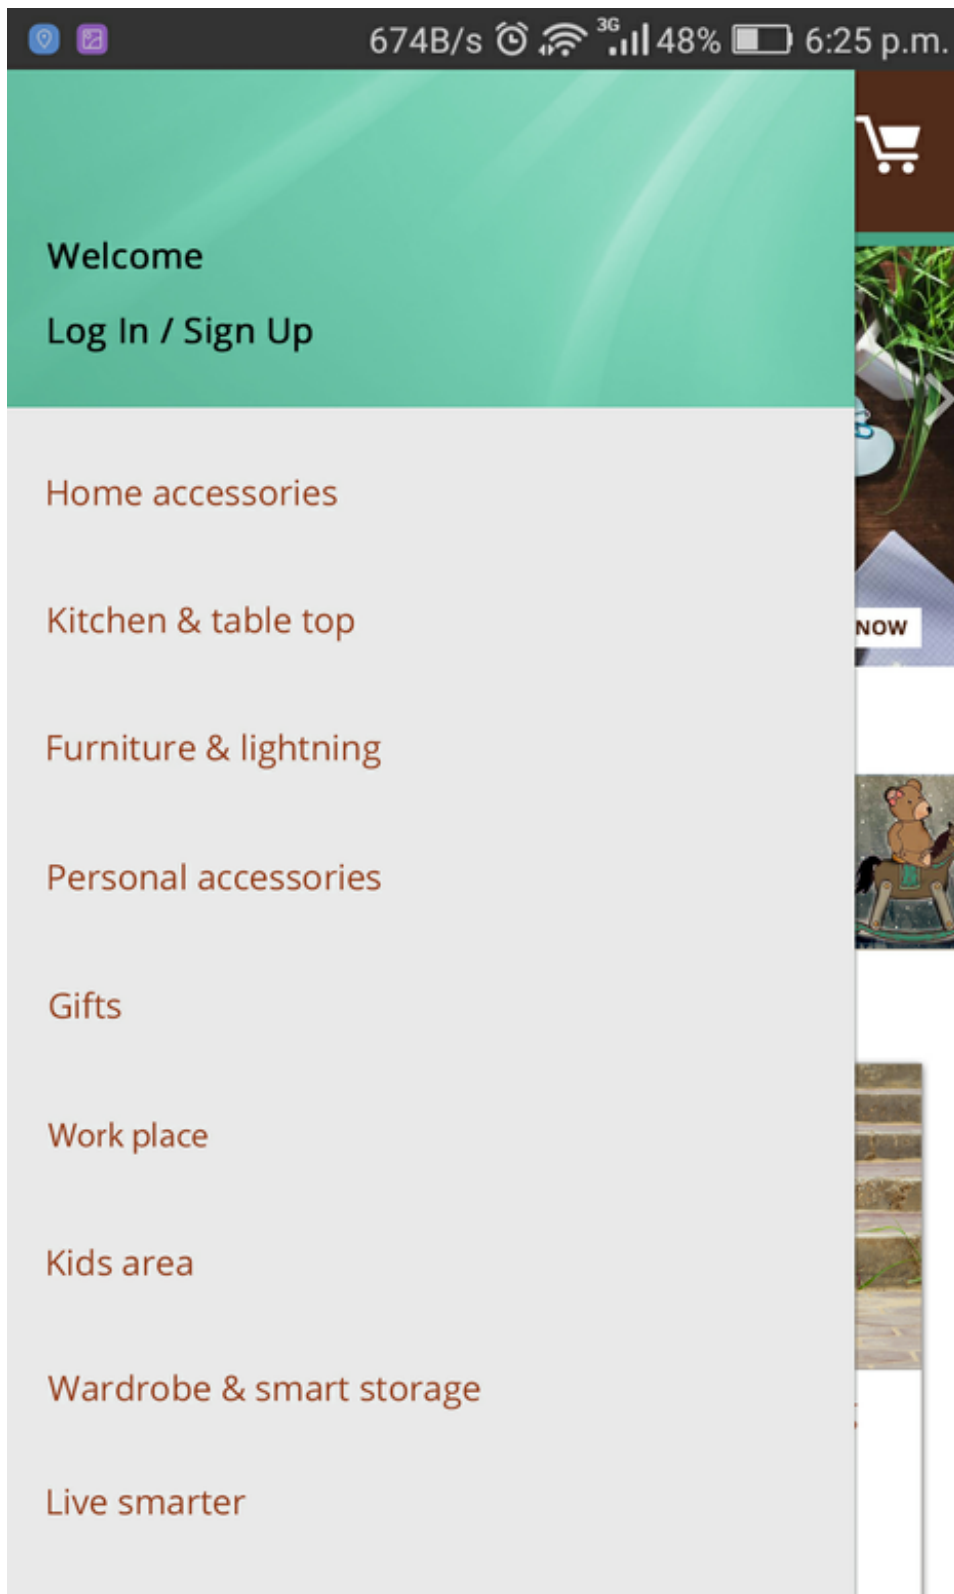 674B/s 3G 48% 6:25 p.m.
Welcome
Log In / Sign Up
Home accessories
Kitchen & table top
NOW
Furniture & lightning
Personal accessories
Gifts
Work place
Kids area
Wardrobe & smart storage
Live smarter